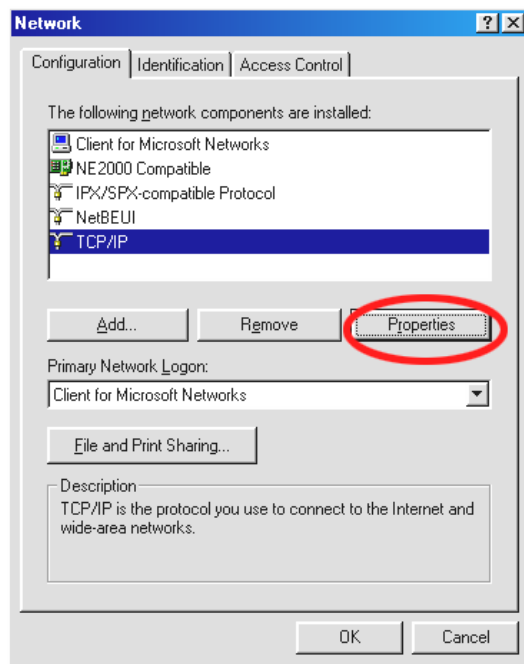 Network
Configuration Identification Access Control
The following network components are installed:
Client for Microsoft Networks
NE2000 Compatible
IPX/SPX-compatible Protocol
NetBEUI
TCP/IP
Add... Remove Properties
Primary Network Logon:
Client for Microsoft Networks
File and Print Sharing...
Description
TCP/IP is the protocol you use to connect to the Internet and
wide-area networks.
OK Cancel